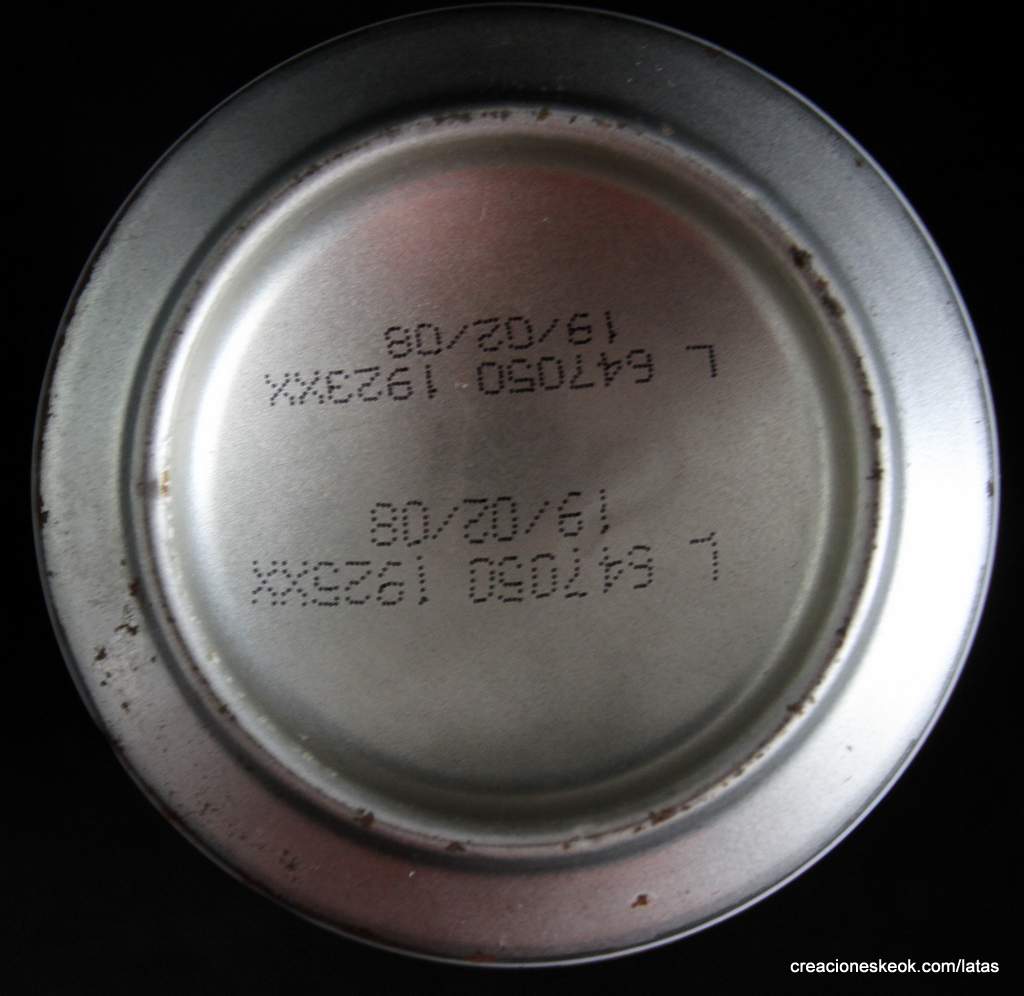 L 647050 1925XX
19/02/08
L 647050 1923XX
19/02/08
creacioneskeok.com/latas